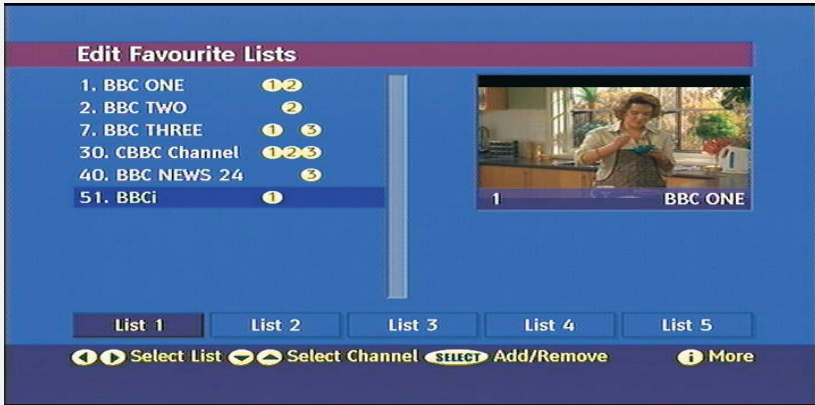 Edit Favourite Lists
1. BBC ONE 1 2
2. BBC TWO 2
7. BBC THREE 1 3
30. CBBC Channel 1 2 3
40. BBC NEWS 24 3
51. BBCi 1
1 BBC ONE
List 1 List 2 List 3 List 4 List 5
Select List Select Channel SELECT Add/Remove i More